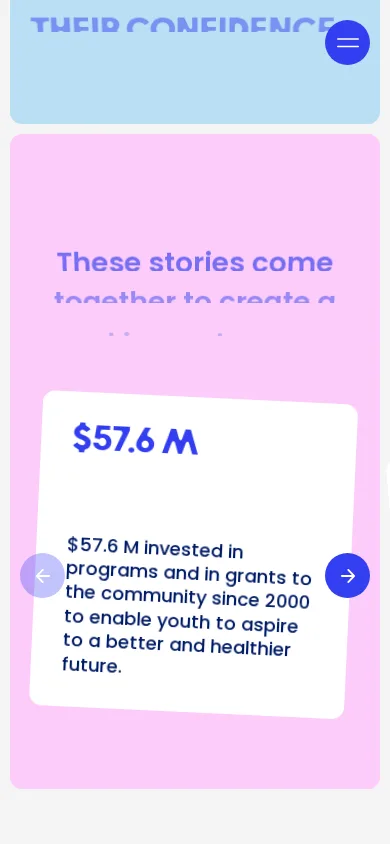 THEIR CONFIDENCE
These stories come
together to create a
$57.6 M
$57.6 M invested in
programs and in grants to
the community since 2000
to enable youth to aspire
to a better and healthier
future.